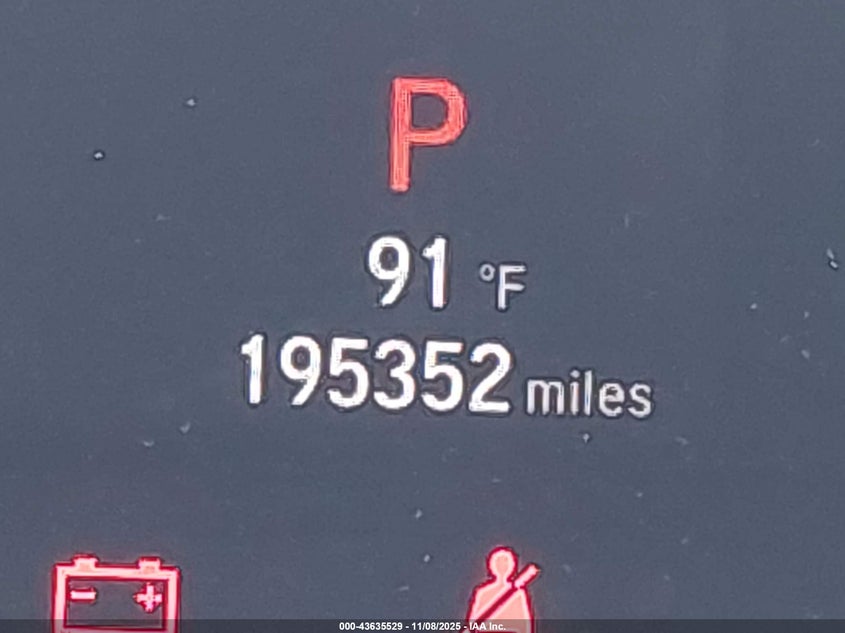 P
91 °F
195352 miles
- +
000-43635529 - 11/08/2025 - IAA Inc.